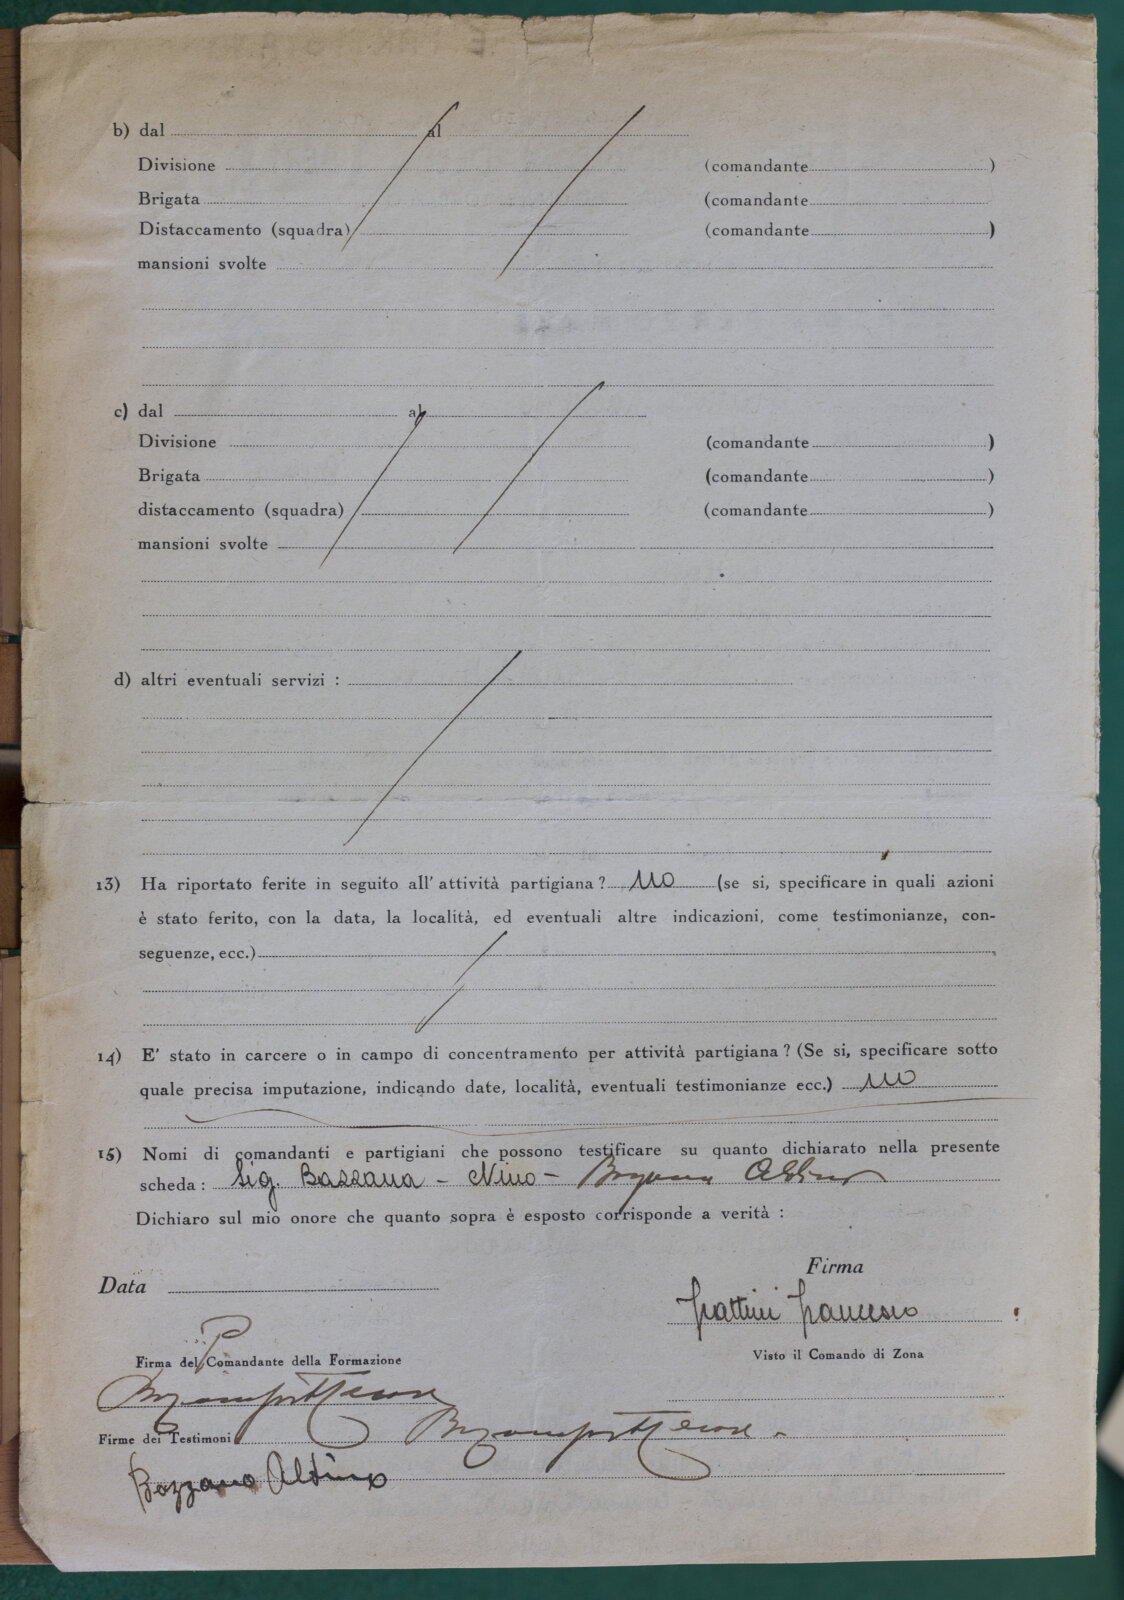 b) dal al
Divisione (comandante )
Brigata (comandante
Distaccamento (squadra) (comandante )
mansioni svolte
c) dal al
Divisione (comandante )
Brigata (comandante )
distaccamento (squadra) (comandante )
mansioni svolte
d) altri eventuali servizi :
13) Ha riportato ferite in seguito all' attività partigiana ? no (se si, specificare in quali azioni
è stato ferito, con la data, la località, ed eventuali altre indicazioni, come testimonianze, con-
seguenze, ecc.)
14) E' stato in carcere o in campo di concentramento per attività partigiana ? (Se si, specificare sotto
quale precisa imputazione, indicando date, località, eventuali testimonianze ecc.) no
15) Nomi di comandanti e partigiani che possono testificare su quanto dichiarato nella presente
scheda : Sig. Bazzana - Nino - Altino
Dichiaro sul mio onore che quanto sopra è esposto corrisponde a verità :
Firma
Data
Frattini Francesco
Firma del Comandante della Formazione
Visto il Comando di Zona
Firme dei Testimoni
Bazzano Altino